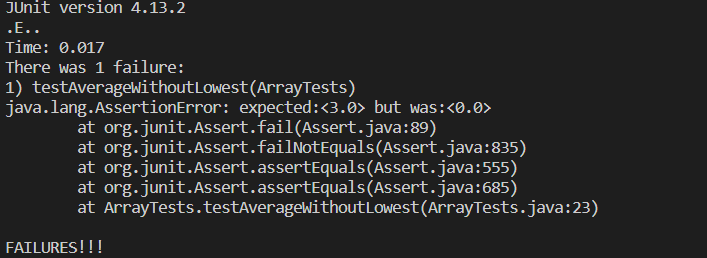 JUnit version 4.13.2
.E..
Time: 0.017
There was 1 failure:
1) testAverageWithoutLowest(ArrayTests)
java.lang.AssertionError: expected:<3.0> but was:<0.0>
        at org.junit.Assert.fail(Assert.java:89)
        at org.junit.Assert.failNotEquals(Assert.java:835)
        at org.junit.Assert.assertEquals(Assert.java:555)
        at org.junit.Assert.assertEquals(Assert.java:685)
        at ArrayTests.testAverageWithoutLowest(ArrayTests.java:23)
FAILURES!!!